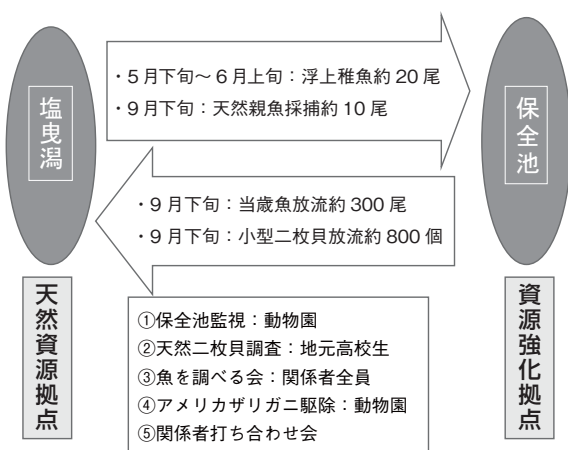 塩曳潟
・5月下旬～6月上旬：浮上稚魚約20尾
・9月下旬：天然親魚採捕約10尾
保全池
・9月下旬：当歳魚放流約300尾
・9月下旬：小型二枚貝放流約800個
天然資源拠点
①保全池監視：動物園
②天然二枚貝調査：地元高校生
③魚を調べる会：関係者全員
④アメリカザリガニ駆除：動物園
⑤関係者打ち合わせ会
資源強化拠点